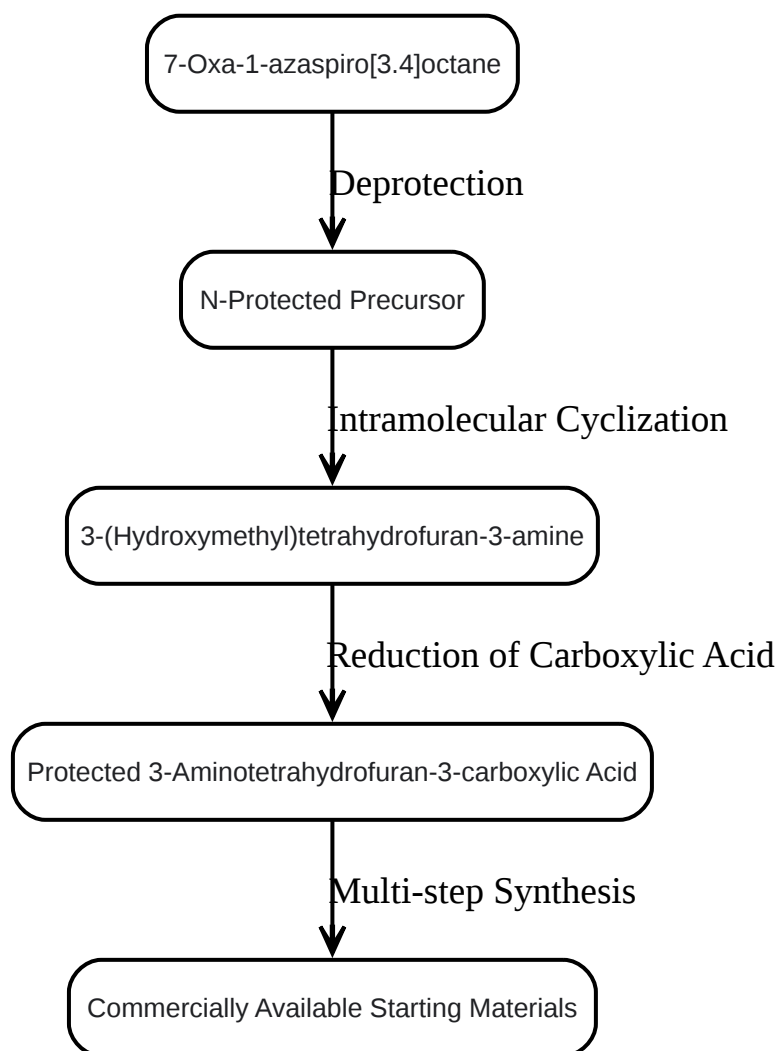 7-Oxa-1-azaspiro[3.4]octane
Deprotection
N-Protected Precursor
Intramolecular Cyclization
3-(Hydroxymethyl)tetrahydrofuran-3-amine
Reduction of Carboxylic Acid
Protected 3-Aminotetrahydrofuran-3-carboxylic Acid
Multi-step Synthesis
Commercially Available Starting Materials